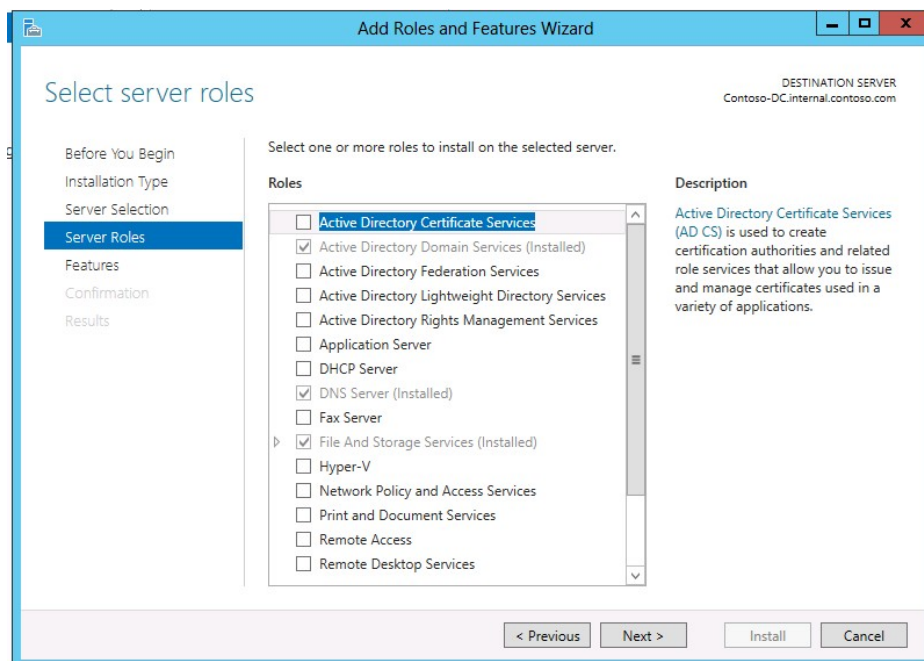 Add Roles and Features Wizard
Select server roles
DESTINATION SERVER
Contoso-DC.internal.contoso.com
Before You Begin
Installation Type
Server Selection
Server Roles
Features
Confirmation
Results
Select one or more roles to install on the selected server.
Roles
Active Directory Certificate Services
Active Directory Domain Services (Installed)
Active Directory Federation Services
Active Directory Lightweight Directory Services
Active Directory Rights Management Services
Application Server
DHCP Server
DNS Server (Installed)
Fax Server
File And Storage Services (Installed)
Hyper-V
Network Policy and Access Services
Print and Document Services
Remote Access
Remote Desktop Services
Description
Active Directory Certificate Services
(AD CS) is used to create
certification authorities and related
role services that allow you to issue
and manage certificates used in a
variety of applications.
< Previous
Next >
Install
Cancel